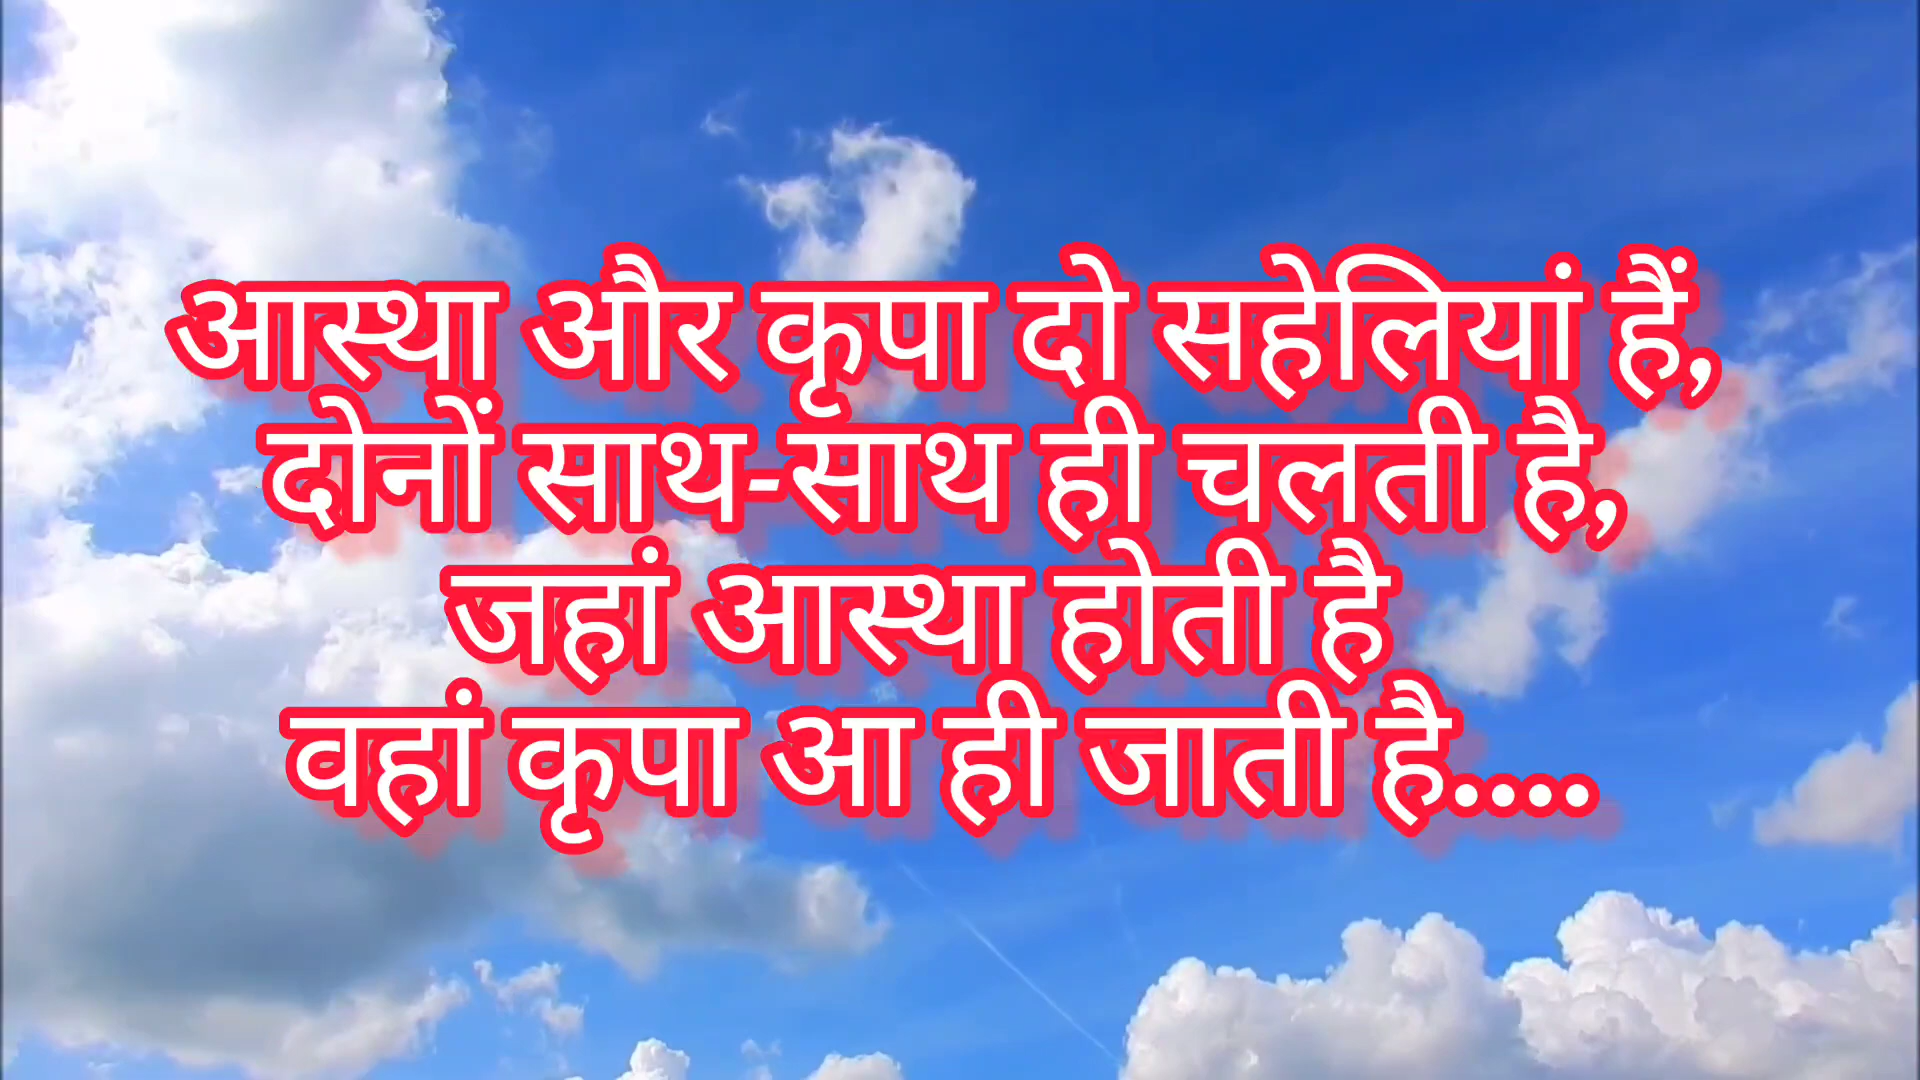 आस्था और कृपा दो सहेलियां हैं,
दोनों साथ-साथ ही चलती है,
जहां आस्था होती है
वहां कृपा आ ही जाती है....